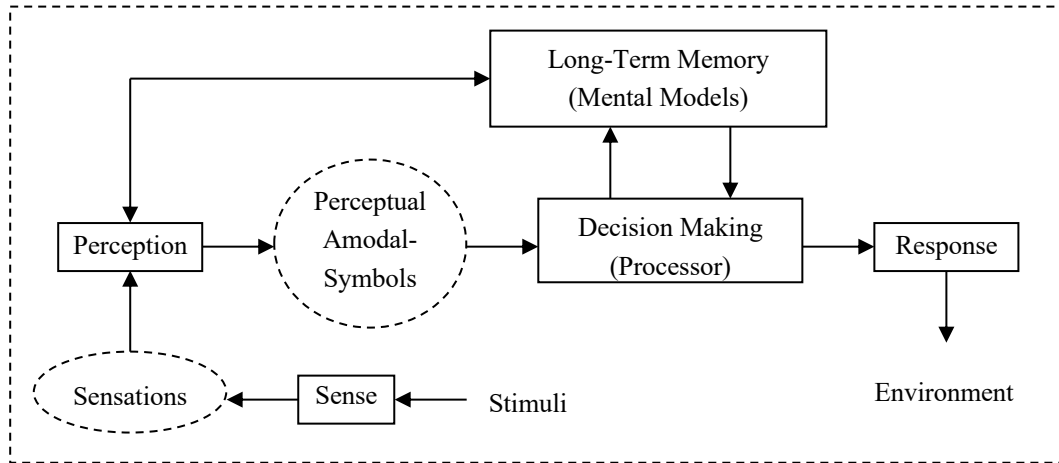 Long-Term Memory
(Mental Models)
Perceptual
Amodal-
Symbols
Perception
Decision Making
(Processor)
Response
Sensations
Sense
Stimuli
Environment